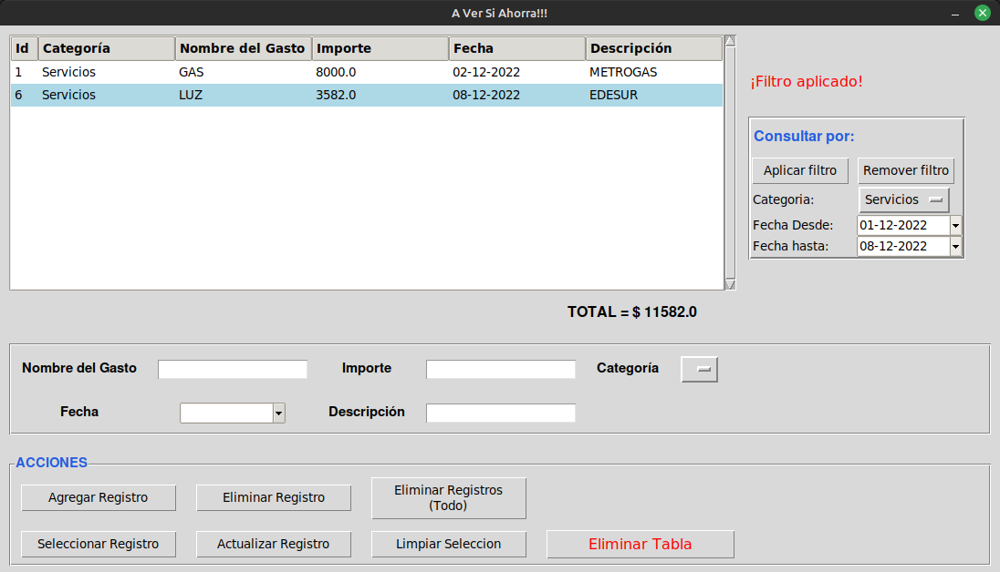 A Ver Si Ahorra!!!
Id Categoría Nombre del Gasto Importe Fecha Descripción
1 Servicios GAS 8000.0 02-12-2022 METROGAS
6 Servicios LUZ 3582.0 08-12-2022 EDESUR
¡Filtro aplicado!
Consultar por:
Aplicar filtro Remover filtro
Categoria: Servicios
Fecha Desde: 01-12-2022
Fecha hasta: 08-12-2022
TOTAL = $ 11582.0
Nombre del Gasto Importe Categoría
Fecha Descripción
ACCIONES
Agregar Registro Eliminar Registro Eliminar Registros
(Todo)
Seleccionar Registro Actualizar Registro Limpiar Seleccion Eliminar Tabla